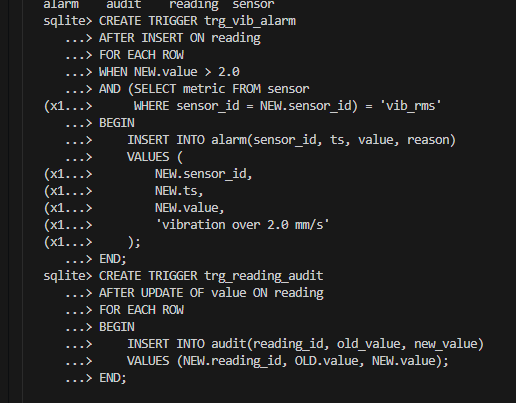 alarm    audit    reading  sensor
sqlite> CREATE TRIGGER trg_vib_alarm
   ...> AFTER INSERT ON reading
   ...> FOR EACH ROW
   ...> WHEN NEW.value > 2.0
   ...> AND (SELECT metric FROM sensor
(x1...>      WHERE sensor_id = NEW.sensor_id) = 'vib_rms'
   ...> BEGIN
   ...>     INSERT INTO alarm(sensor_id, ts, value, reason)
   ...>     VALUES (
(x1...>         NEW.sensor_id,
(x1...>         NEW.ts,
(x1...>         NEW.value,
(x1...>         'vibration over 2.0 mm/s'
(x1...>     );
   ...> END;
sqlite> CREATE TRIGGER trg_reading_audit
   ...> AFTER UPDATE OF value ON reading
   ...> FOR EACH ROW
   ...> BEGIN
   ...>     INSERT INTO audit(reading_id, old_value, new_value)
   ...>     VALUES (NEW.reading_id, OLD.value, NEW.value);
   ...> END;